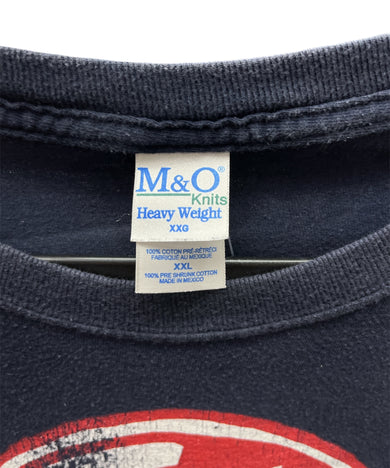 M&O®
Knits
Heavy Weight
XXG
100% COTON PRÉ-RÉTRÉCI
FABRIQUÉ AU MEXIQUE
XXL
100% PRE SHRUNK COTTON
MADE IN MEXICO